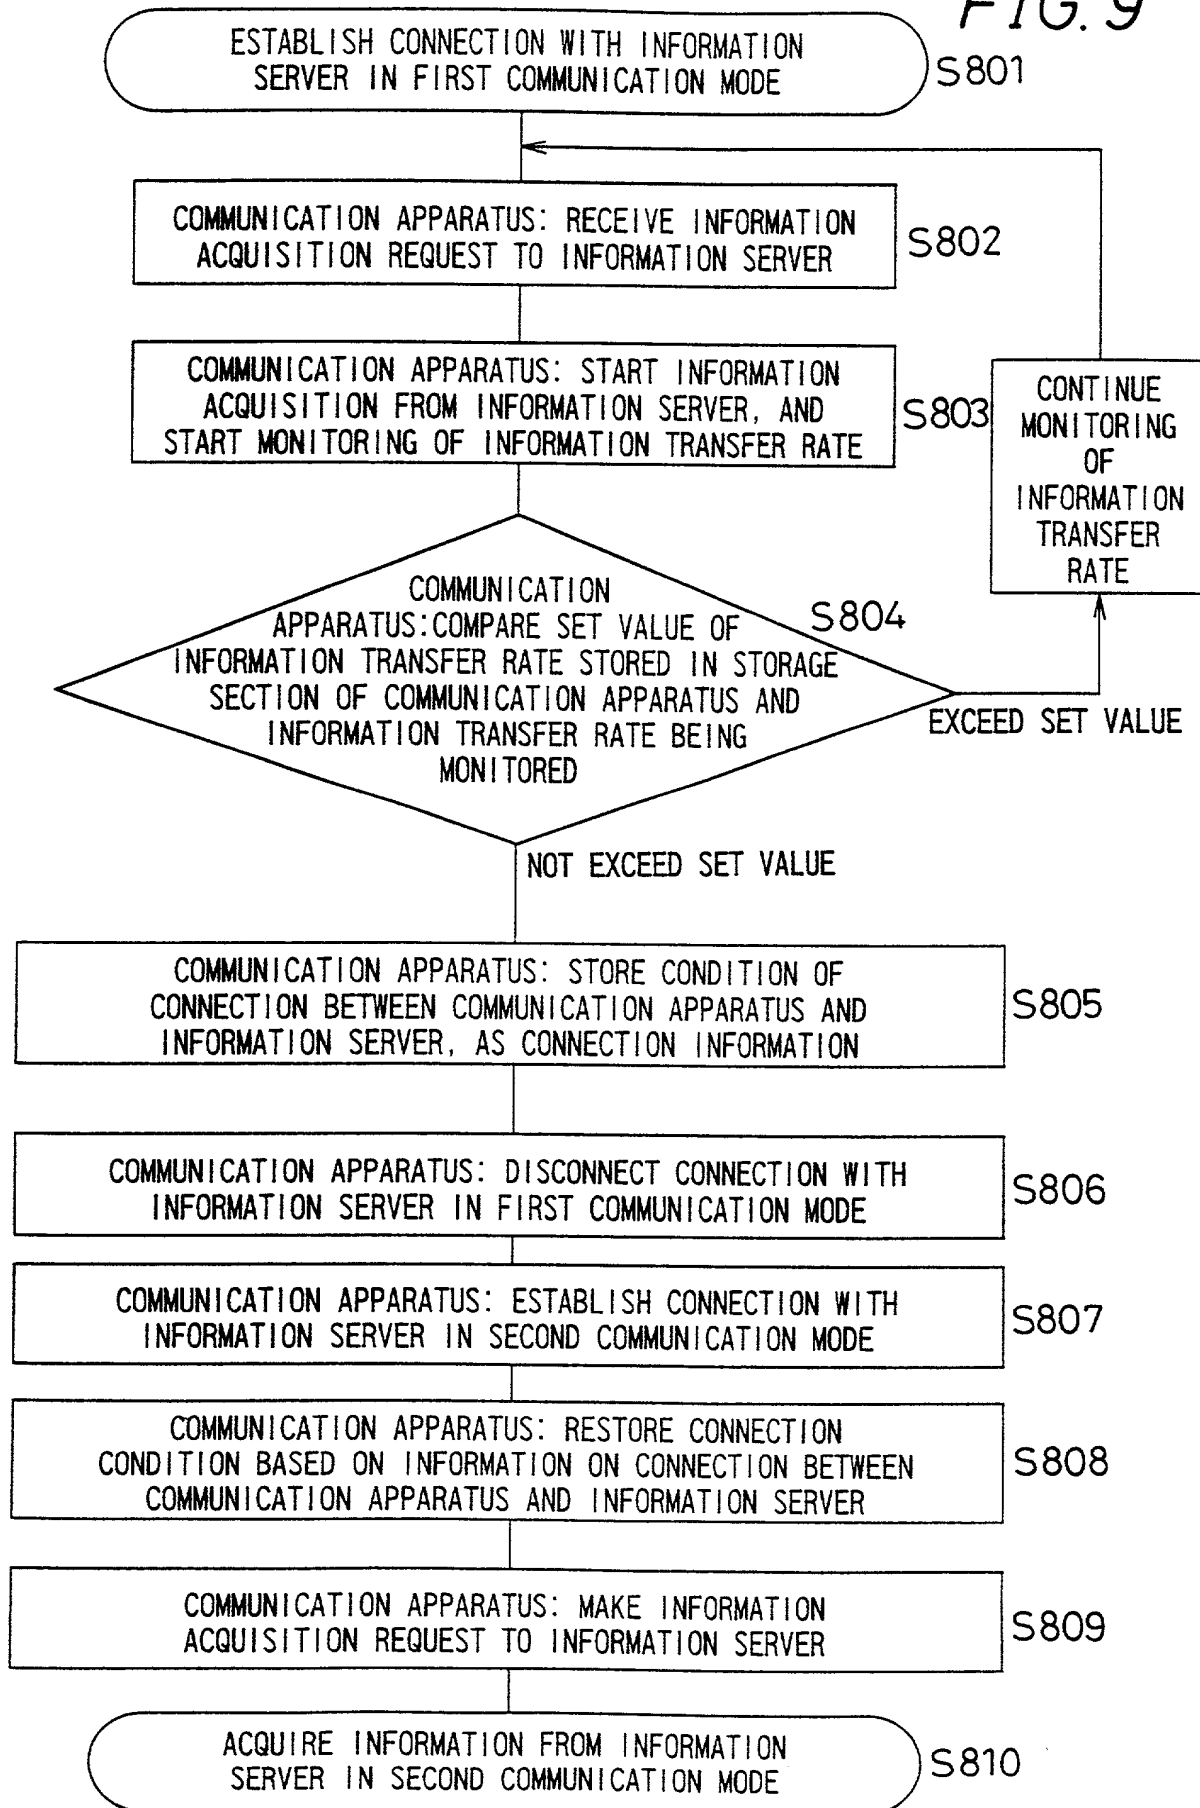 FIG. 9
ESTABLISH CONNECTION WITH INFORMATION
SERVER IN FIRST COMMUNICATION MODE
S801
COMMUNICATION APPARATUS: RECEIVE INFORMATION
ACQUISITION REQUEST TO INFORMATION SERVER
S802
COMMUNICATION APPARATUS: START INFORMATION
ACQUISITION FROM INFORMATION SERVER, AND
START MONITORING OF INFORMATION TRANSFER RATE
S803
CONTINUE
MONITORING
OF
INFORMATION
TRANSFER
RATE
COMMUNICATION
APPARATUS:COMPARE SET VALUE OF
INFORMATION TRANSFER RATE STORED IN STORAGE
SECTION OF COMMUNICATION APPARATUS AND
INFORMATION TRANSFER RATE BEING
MONITORED
S804
EXCEED SET VALUE
NOT EXCEED SET VALUE
COMMUNICATION APPARATUS: STORE CONDITION OF
CONNECTION BETWEEN COMMUNICATION APPARATUS AND
INFORMATION SERVER, AS CONNECTION INFORMATION
S805
COMMUNICATION APPARATUS: DISCONNECT CONNECTION WITH
INFORMATION SERVER IN FIRST COMMUNICATION MODE
S806
COMMUNICATION APPARATUS: ESTABLISH CONNECTION WITH
INFORMATION SERVER IN SECOND COMMUNICATION MODE
S807
COMMUNICATION APPARATUS: RESTORE CONNECTION
CONDITION BASED ON INFORMATION ON CONNECTION BETWEEN
COMMUNICATION APPARATUS AND INFORMATION SERVER
S808
COMMUNICATION APPARATUS: MAKE INFORMATION
ACQUISITION REQUEST TO INFORMATION SERVER
S809
ACQUIRE INFORMATION FROM INFORMATION
SERVER IN SECOND COMMUNICATION MODE
S810